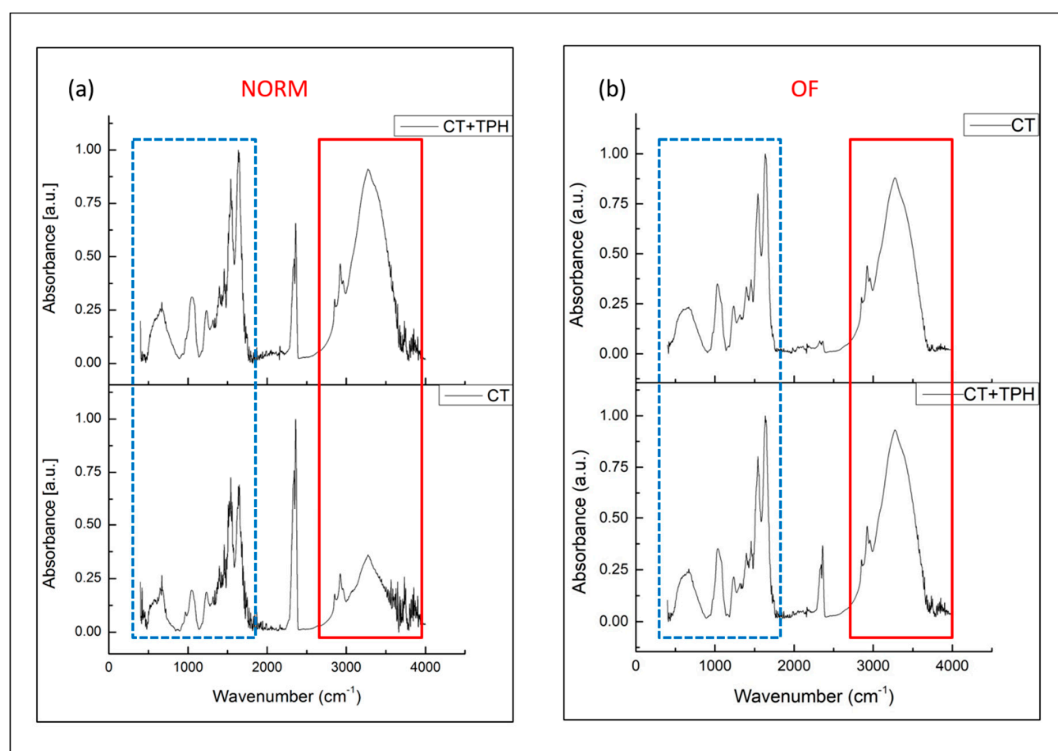 (a) NORM
CT+TPH
1.00
0.75
0.50
0.25
0.00
Absorbance [a.u.]
CT
1.00
0.75
0.50
0.25
0.00
Absorbance [a.u.]
0 1000 2000 3000 4000
Wavenumber (cm⁻¹)
(b) OF
CT
1.00
0.75
0.50
0.25
0.00
Absorbance (a.u.)
CT+TPH
1.00
0.75
0.50
0.25
0.00
Absorbance (a.u.)
0 1000 2000 3000 4000
Wavenumber (cm⁻¹)